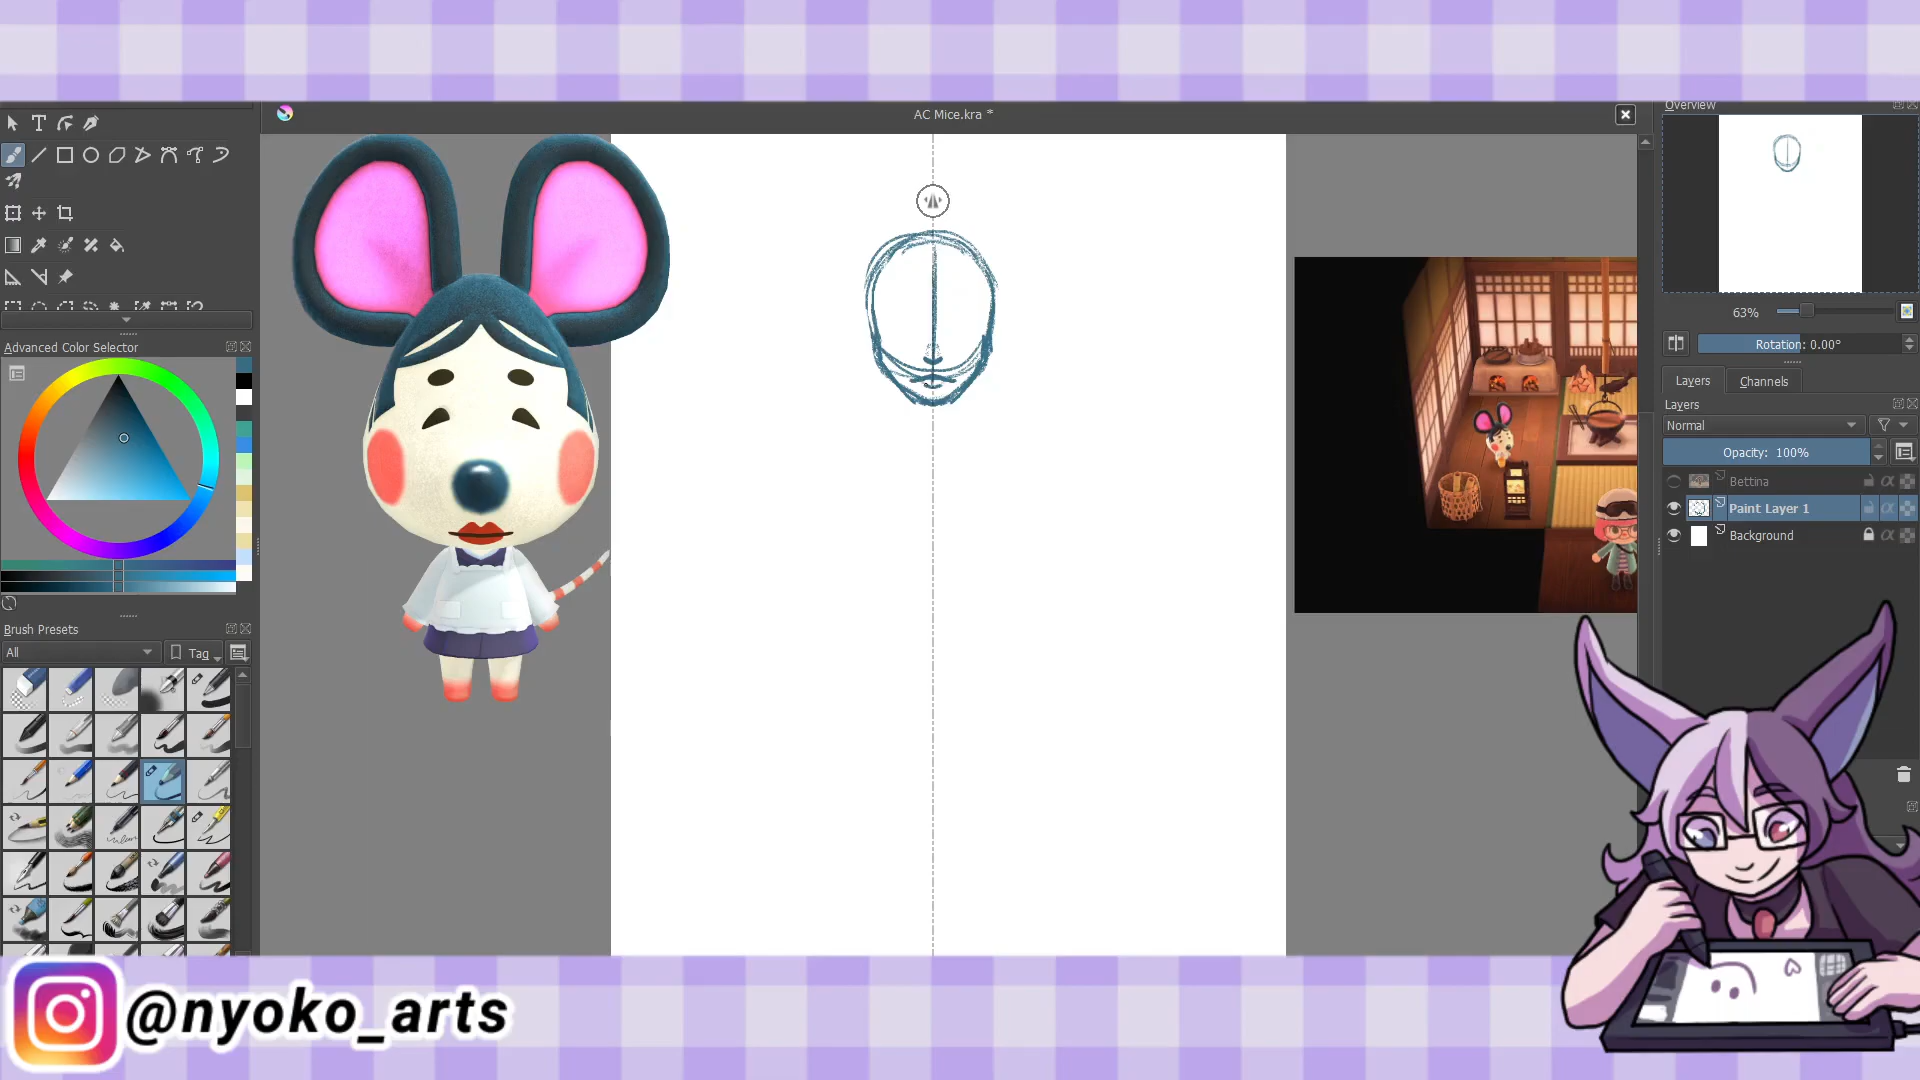 AC Mice.kra *
Overview
63%
Rotation: 0.00°
Layers
Channels
Layers
Normal
Opacity: 100%
Bettina
Paint Layer 1
Background
Advanced Color Selector
Brush Presets
All
Tag
@nyoko_arts